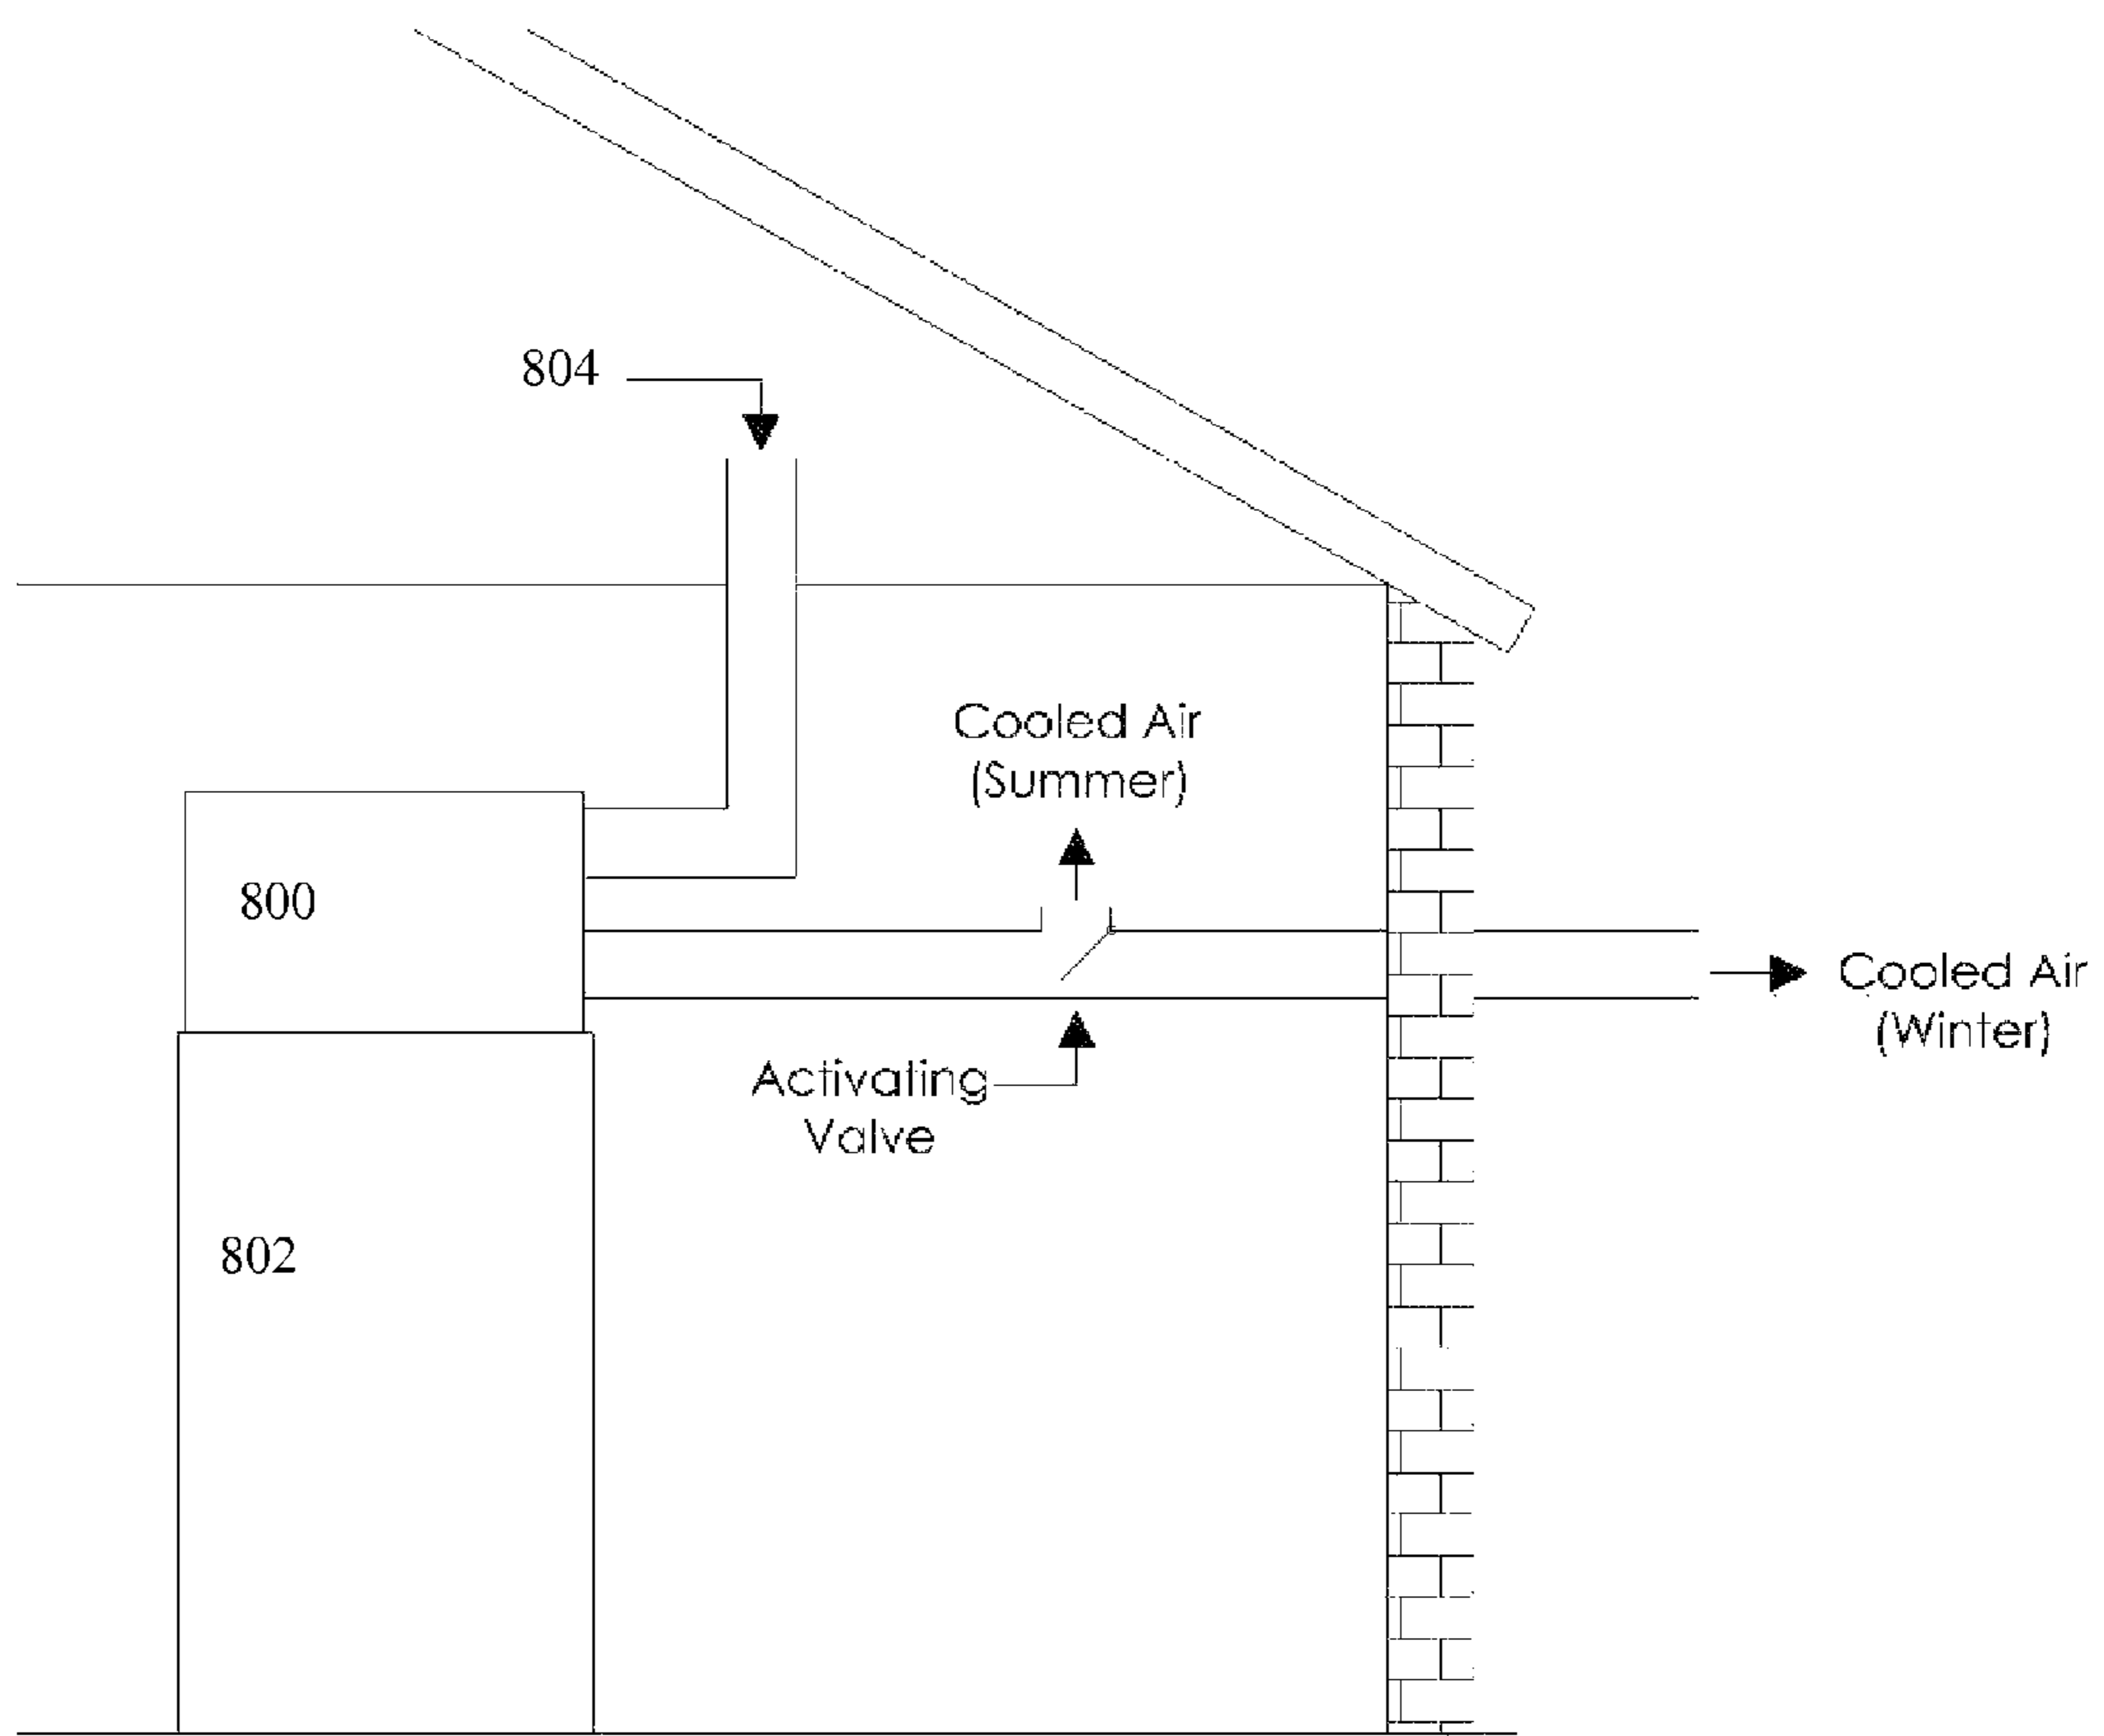 804
Cooled Air
(Summer)
800
Cooled Air
(Winter)
Activating
Valve
802